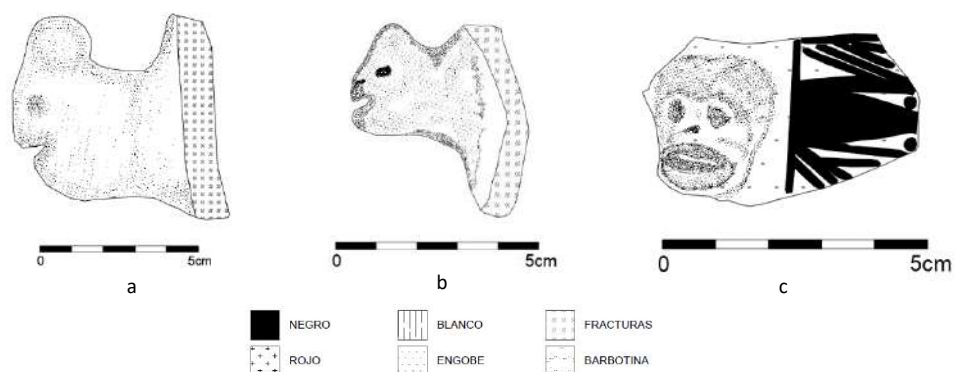 0 5cm
a
0 5cm
b
0 5cm
c
NEGRO BLANCO FRACTURAS
ROJO ENGOBE BARBOTINA